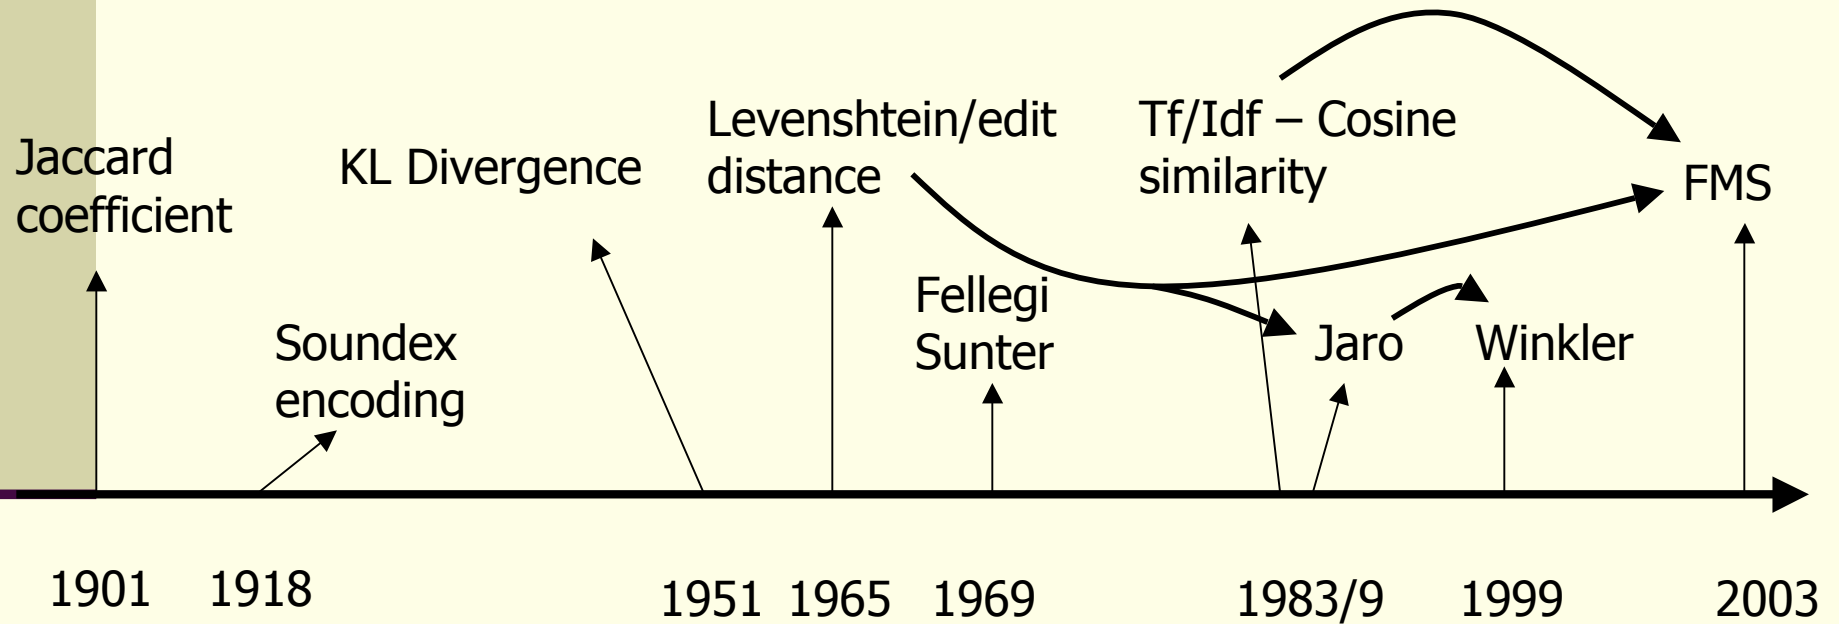 Jaccard
coefficient
Soundex
encoding
KL Divergence
Levenshtein/edit
distance
Fellegi
Sunter
Tf/Idf – Cosine
similarity
Jaro
Winkler
FMS
1901 1918 1951 1965 1969 1983/9 1999 2003